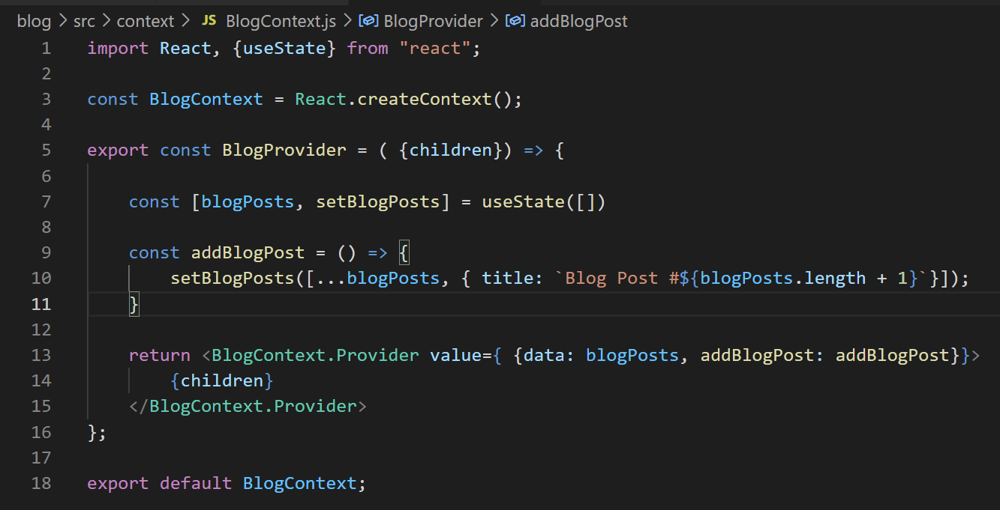 blog > src > context > JS BlogContext.js > BlogProvider > addBlogPost
1 import React, {useState} from "react";
2
3 const BlogContext = React.createContext();
4
5 export const BlogProvider = ( {children}) => {
6
7 const [blogPosts, setBlogPosts] = useState([])
8
9 const addBlogPost = () => {
10 setBlogPosts([...blogPosts, { title: `Blog Post #${blogPosts.length + 1}`}]);
11 }
12
13 return <BlogContext.Provider value={ {data: blogPosts, addBlogPost: addBlogPost}}>
14 {children}
15 </BlogContext.Provider>
16 };
17
18 export default BlogContext;